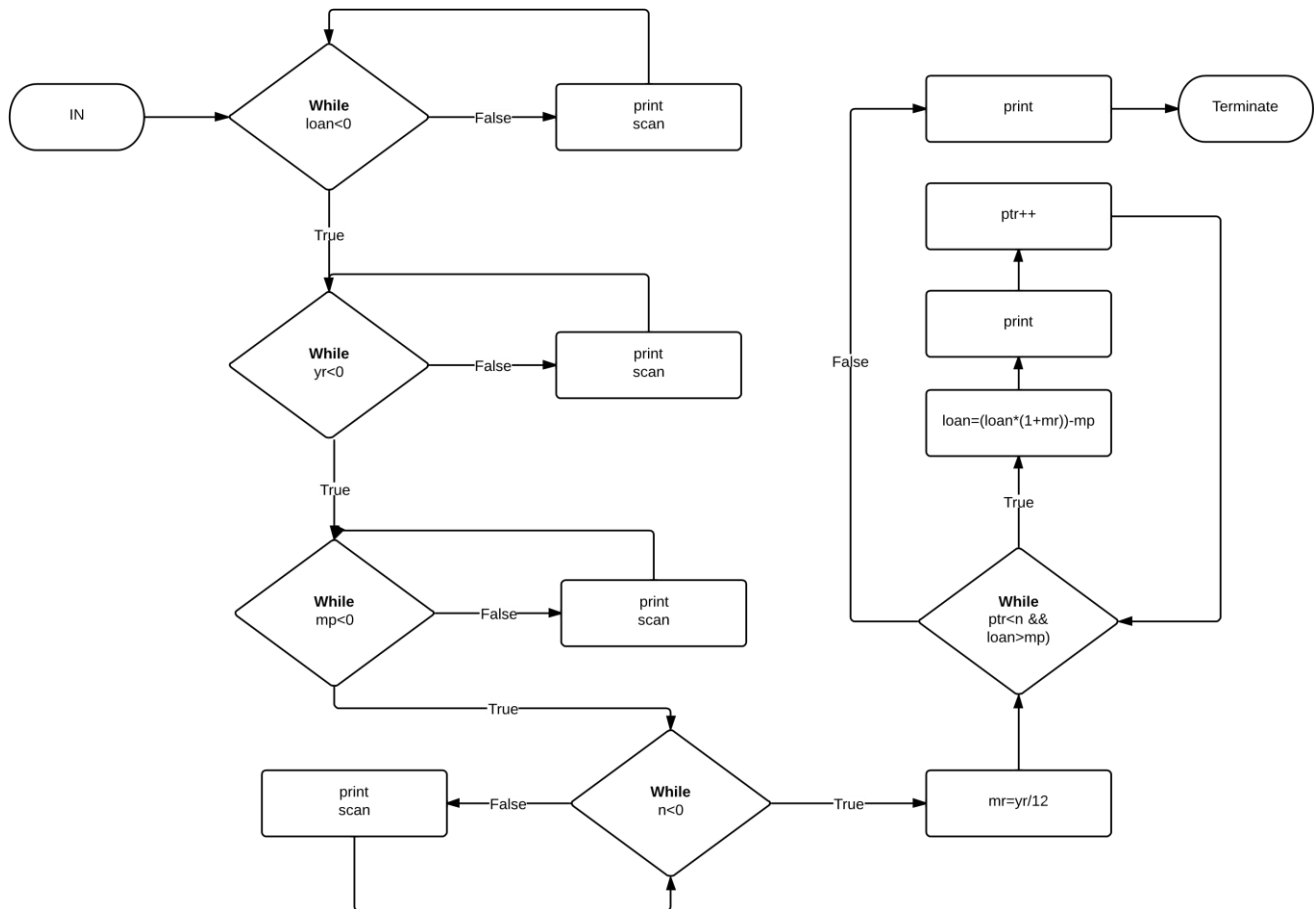 IN
While
loan<0
False
print
scan
True
While
yr<0
False
print
scan
True
While
mp<0
False
print
scan
True
While
n<0
False
print
scan
True
mr=yr/12
While
ptr<n &&
loan>mp)
True
loan=(loan*(1+mr))-mp
print
ptr++
False
print
Terminate